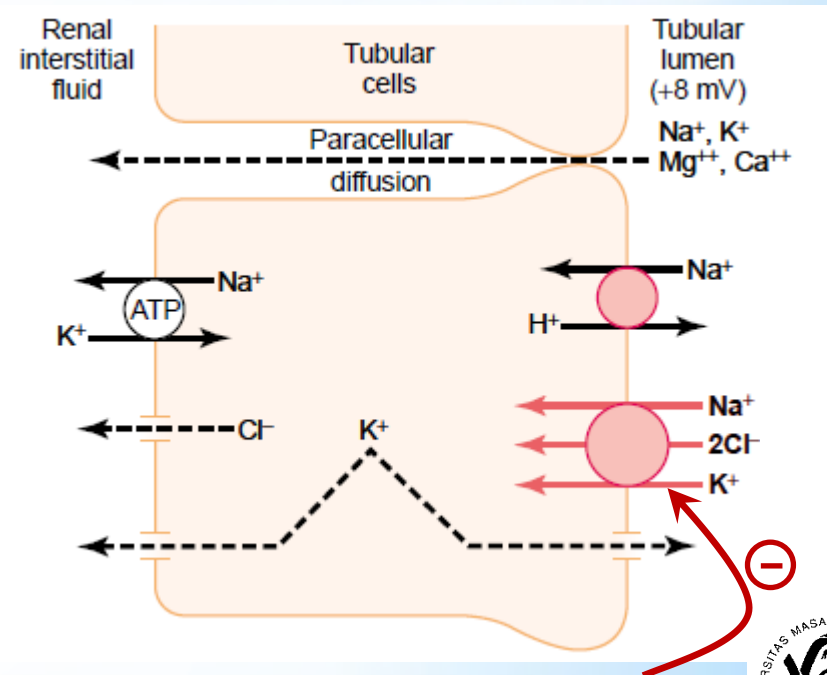 Renal
interstitial
fluid
Tubular
cells
Tubular
lumen
(+8 mV)
Paracellular
diffusion
Na⁺, K⁺
Mg⁺⁺, Ca⁺⁺
Na⁺
ATP
K⁺
Na⁺
H⁺
Cl⁻
K⁺
Na⁺
2Cl⁻
K⁺
−